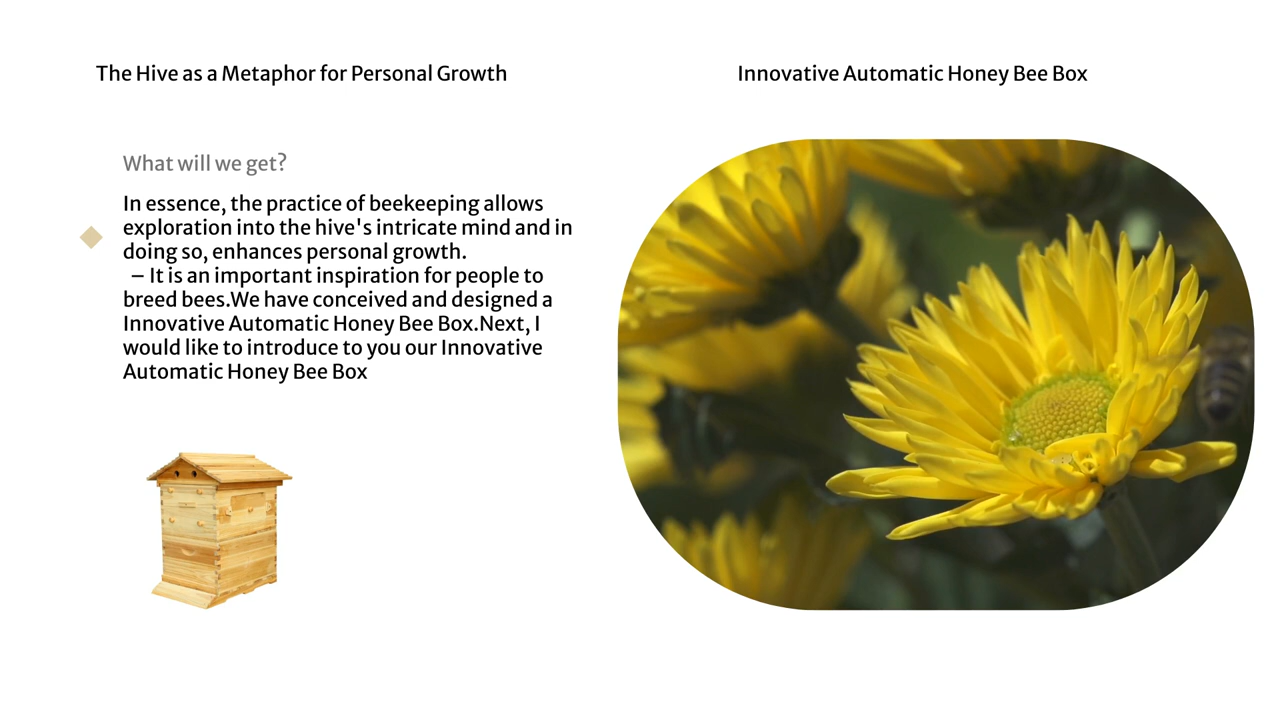 The Hive as a Metaphor for Personal Growth
Innovative Automatic Honey Bee Box
What will we get?
In essence, the practice of beekeeping allows
exploration into the hive's intricate mind and in
doing so, enhances personal growth.
– It is an important inspiration for people to
breed bees.We have conceived and designed a
Innovative Automatic Honey Bee Box.Next, I
would like to introduce to you our Innovative
Automatic Honey Bee Box